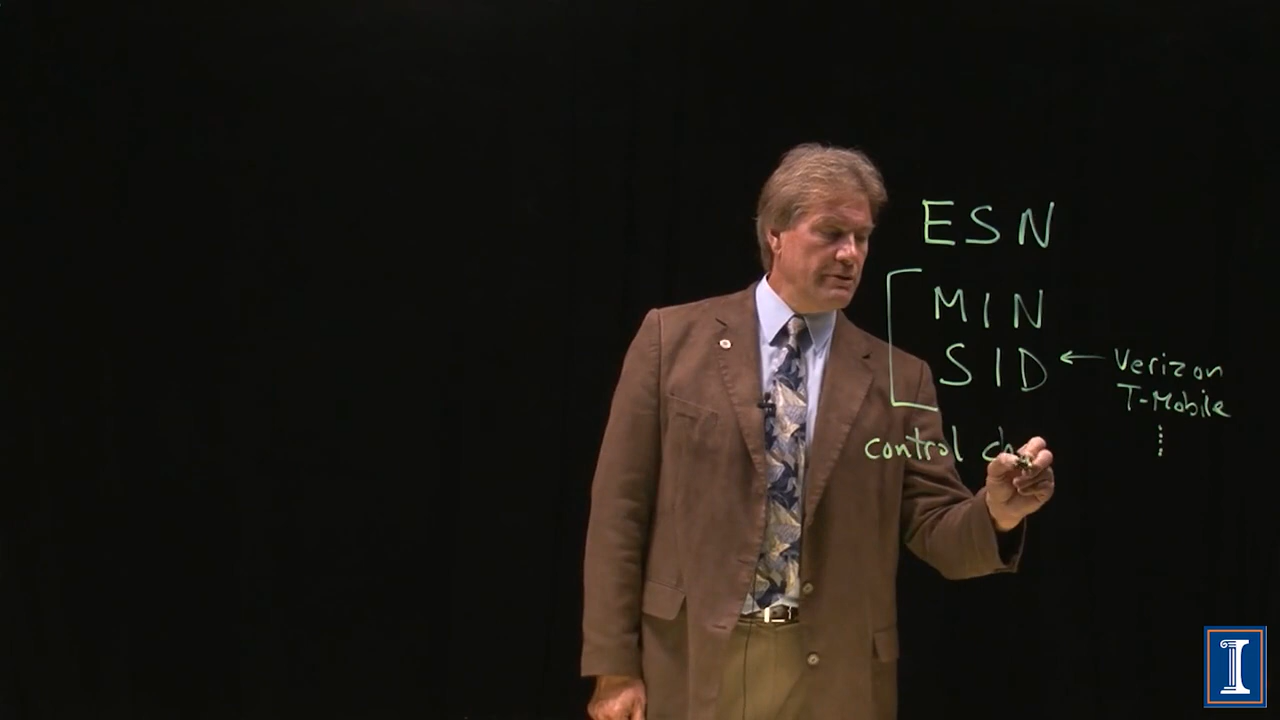 ESN
MIN
SID ← Verizon
T-Mobile
control